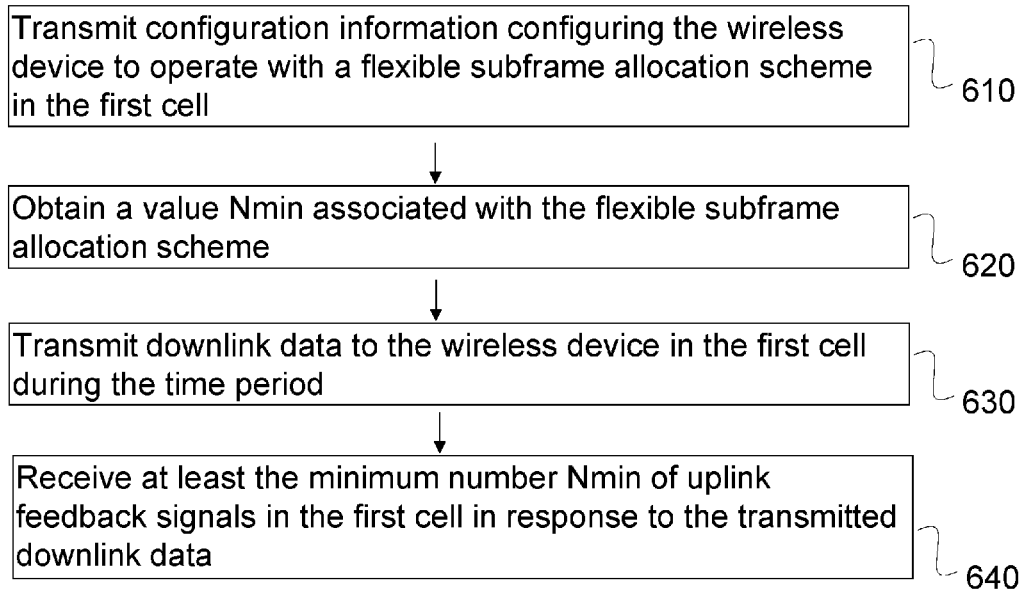 Transmit configuration information configuring the wireless
device to operate with a flexible subframe allocation scheme
in the first cell
610
Obtain a value Nmin associated with the flexible subframe
allocation scheme
620
Transmit downlink data to the wireless device in the first cell
during the time period
630
Receive at least the minimum number Nmin of uplink
feedback signals in the first cell in response to the transmitted
downlink data
640